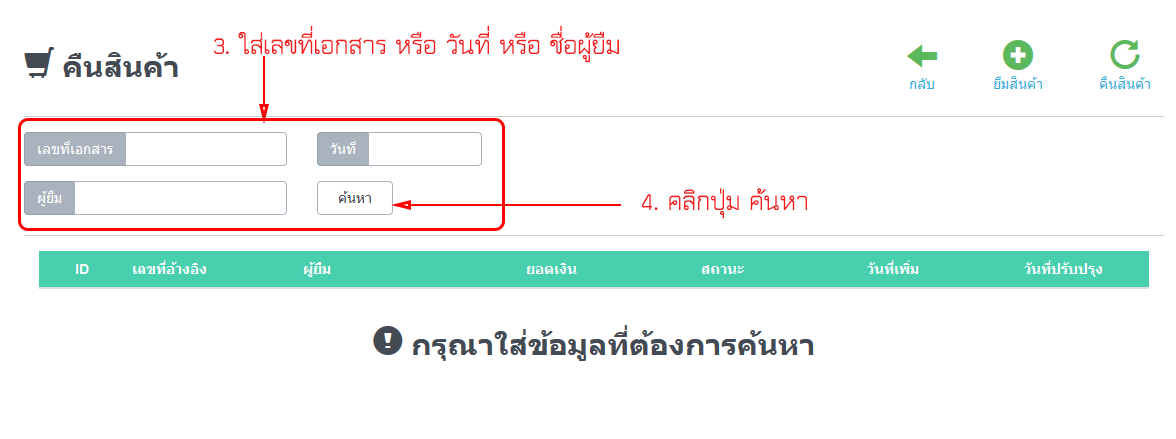 3. ใส่เลขที่เอกสาร หรือ วันที่ หรือ ชื่อผู้ยืม
คืนสินค้า
กลับ ยืมสินค้า คืนสินค้า
เลขที่เอกสาร วันที่
ผู้ยืม ค้นหา
4. คลิกปุ่ม ค้นหา
ID เลขที่อ้างอิง ผู้ยืม ยอดเงิน สถานะ วันที่เพิ่ม วันที่ปรับปรุง
กรุณาใส่ข้อมูลที่ต้องการค้นหา